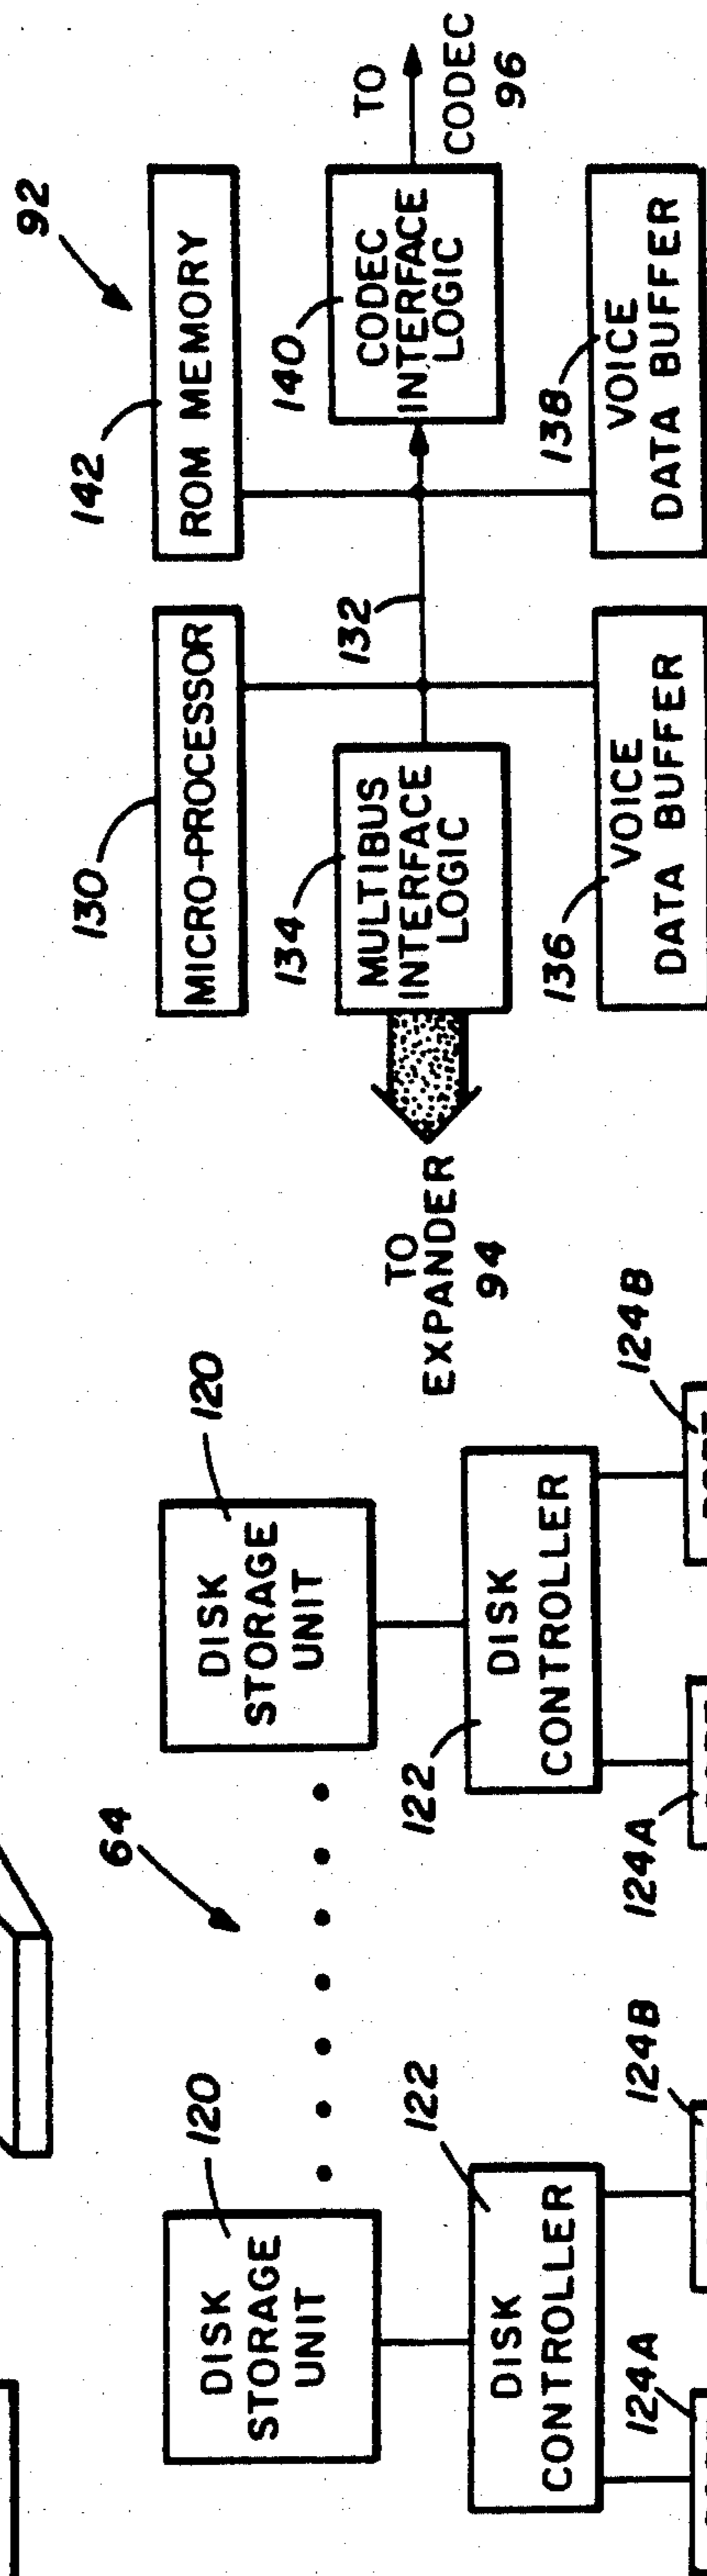 92
142
ROM MEMORY
130
MICRO-PROCESSOR
140
CODEC
INTERFACE
LOGIC
TO
CODEC
96
132
134
MULTIBUS
INTERFACE
LOGIC
TO
EXPANDER
94
136
VOICE
DATA BUFFER
138
VOICE
DATA BUFFER
64
120
DISK
STORAGE
UNIT
120
DISK
STORAGE
UNIT
122
DISK
CONTROLLER
122
DISK
CONTROLLER
124A
124B
124A
124B